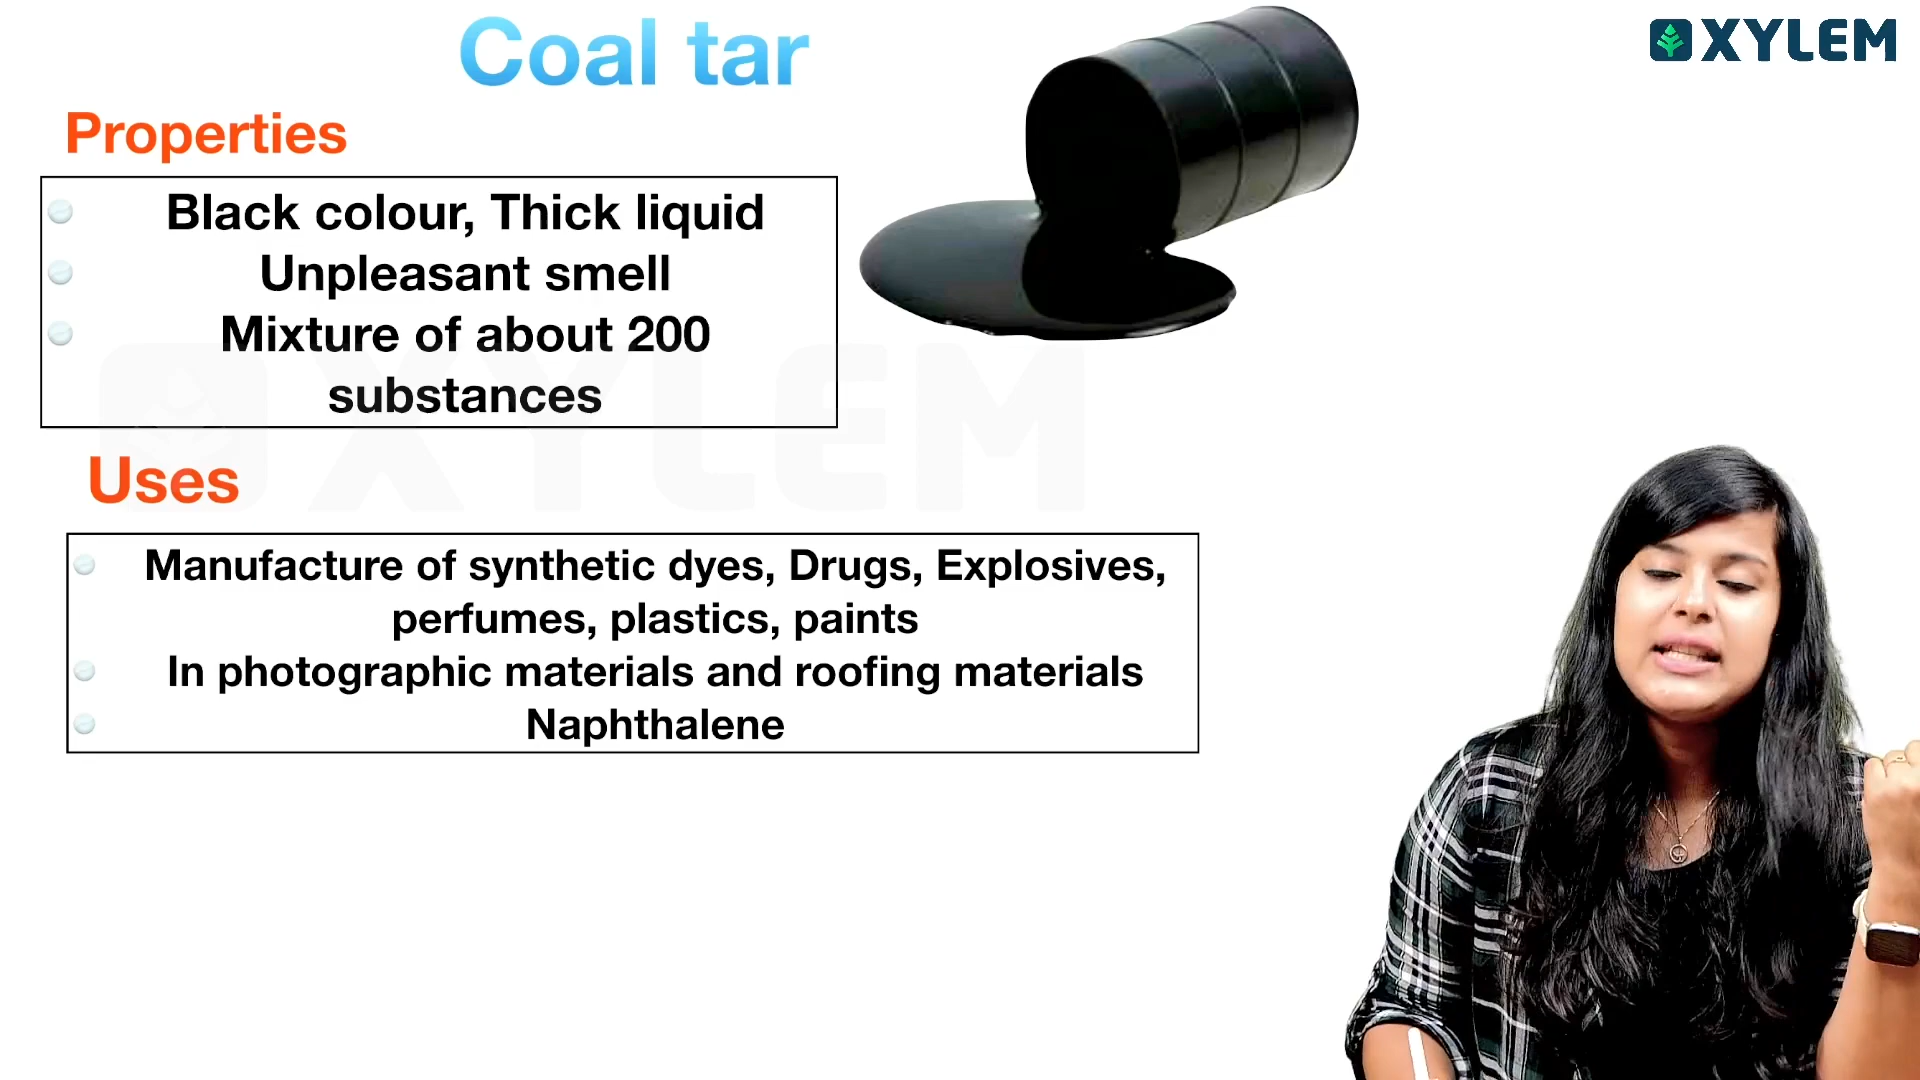 Coal tar
XYLEM
Properties
Black colour, Thick liquid
Unpleasant smell
Mixture of about 200
substances
XYLEM
Uses
Manufacture of synthetic dyes, Drugs, Explosives,
perfumes, plastics, paints
In photographic materials and roofing materials
Naphthalene